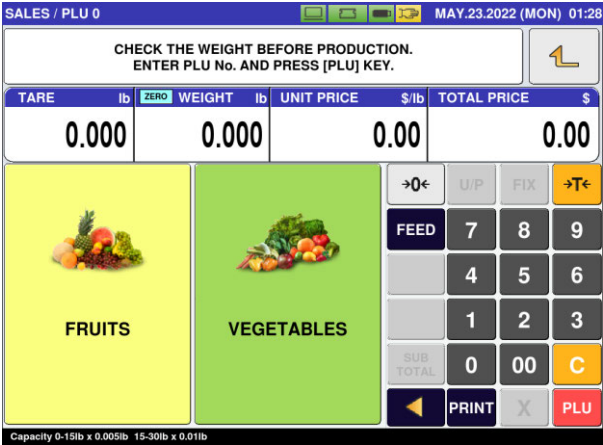 SALES / PLU 0
MAY.23.2022 (MON) 01:28
CHECK THE WEIGHT BEFORE PRODUCTION.
ENTER PLU No. AND PRESS [PLU] KEY.
TARE lb ZERO WEIGHT lb UNIT PRICE $/lb TOTAL PRICE $
0.000 0.000 0.00 0.00
→0← U/P FIX →T←
FEED 7 8 9
4 5 6
FRUITS VEGETABLES 1 2 3
SUB TOTAL 0 00 C
PRINT X PLU
Capacity 0-15lb x 0.005lb 15-30lb x 0.01lb